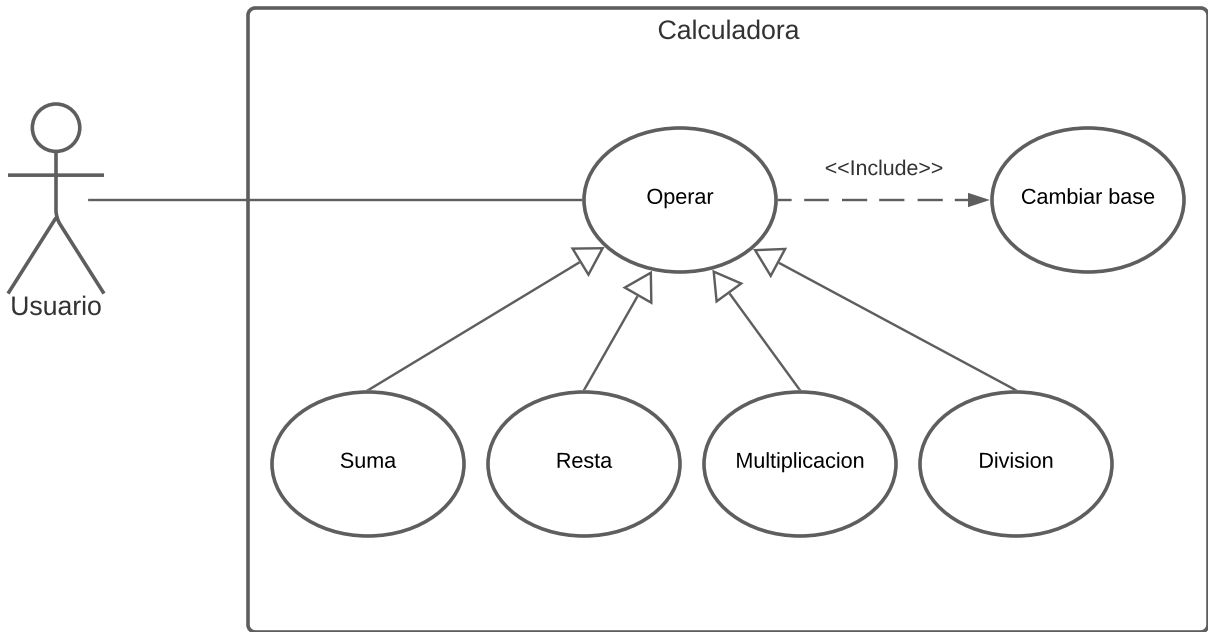 Calculadora
<<Include>>
Operar
Cambiar base
Usuario
Suma
Resta
Multiplicacion
Division